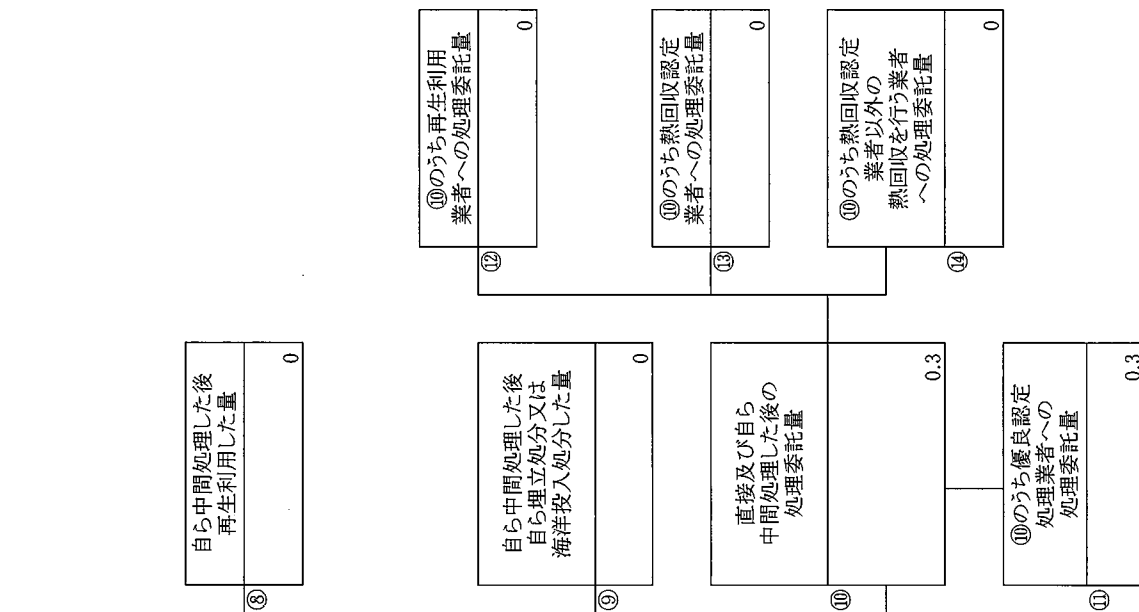 ⑧
自ら中間処理した後
再生利用した量
0
⑨
自ら中間処理した後
自ら埋立処分又は
海洋投入処分した量
0
⑩
直接及び自ら
中間処理した後の
処理委託量
0.3
⑪
⑩のうち優良認定
処理業者への
処理委託量
0.3
⑫
⑩のうち再生利用
業者への処理委託量
0
⑬
⑩のうち熱回収認定
業者への処理委託量
0
⑭
⑩のうち熱回収認定
業者以外の
熱回収を行う業者
への処理委託量
0